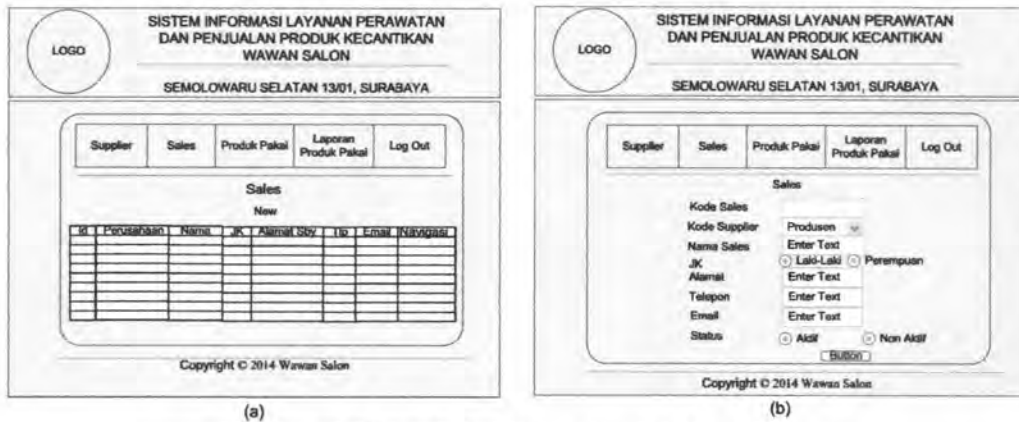 LOGO
SISTEM INFORMASI LAYANAN PERAWATAN
DAN PENJUALAN PRODUK KECANTIKAN
WAWAN SALON
SEMOLOWARU SELATAN 13/01, SURABAYA
Supplier Sales Produk Pakai Laporan Produk Pakai Log Out
Sales
New
Id Perusahaan Nama JK Alamat Sby Tlp Email Navigasi
Copyright © 2014 Wawan Salon
(a)
LOGO
SISTEM INFORMASI LAYANAN PERAWATAN
DAN PENJUALAN PRODUK KECANTIKAN
WAWAN SALON
SEMOLOWARU SELATAN 13/01, SURABAYA
Supplier Sales Produk Pakai Laporan Produk Pakai Log Out
Sales
Kode Sales
Kode Supplier Produsen
Nama Sales Enter Text
JK Laki-Laki Perempuan
Alamat Enter Text
Telepon Enter Text
Email Enter Text
Status Aktif Non Aktif
Button
Copyright © 2014 Wawan Salon
(b)